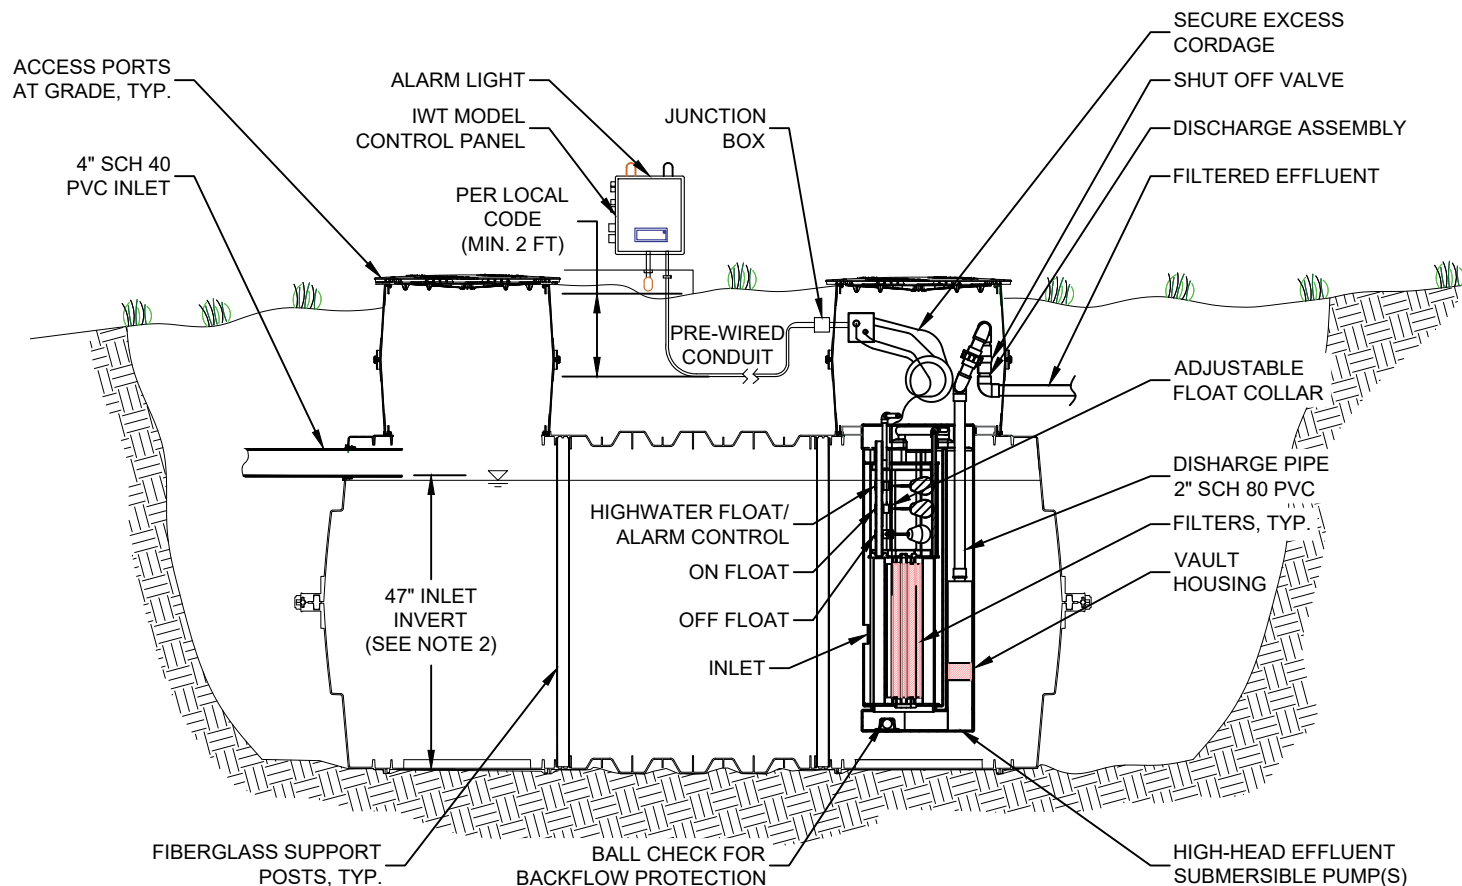 SECURE EXCESS
CORDAGE
ACCESS PORTS
AT GRADE, TYP.
ALARM LIGHT
SHUT OFF VALVE
IWT MODEL
CONTROL PANEL
JUNCTION
BOX
DISCHARGE ASSEMBLY
4" SCH 40
PVC INLET
FILTERED EFFLUENT
PER LOCAL
CODE
(MIN. 2 FT)
PRE-WIRED
CONDUIT
ADJUSTABLE
FLOAT COLLAR
DISHARGE PIPE
2" SCH 80 PVC
HIGHWATER FLOAT/
ALARM CONTROL
FILTERS, TYP.
ON FLOAT
VAULT
HOUSING
47" INLET
INVERT
(SEE NOTE 2)
OFF FLOAT
INLET
FIBERGLASS SUPPORT
POSTS, TYP.
BALL CHECK FOR
BACKFLOW PROTECTION
HIGH-HEAD EFFLUENT
SUBMERSIBLE PUMP(S)